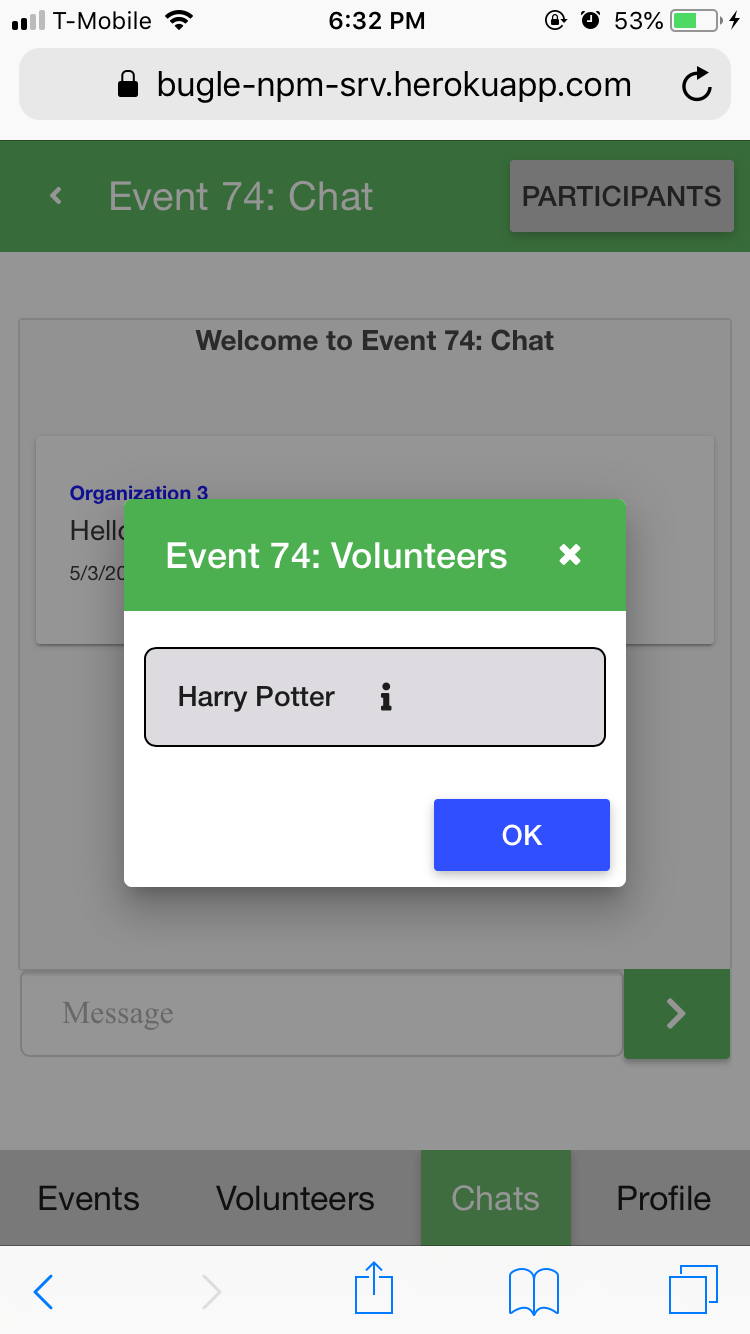 T-Mobile 6:32 PM 53%
bugle-npm-srv.herokuapp.com
Event 74: Chat PARTICIPANTS
Welcome to Event 74: Chat
Organization 3
Event 74: Volunteers
Harry Potter
OK
Message
Events Volunteers Chats Profile